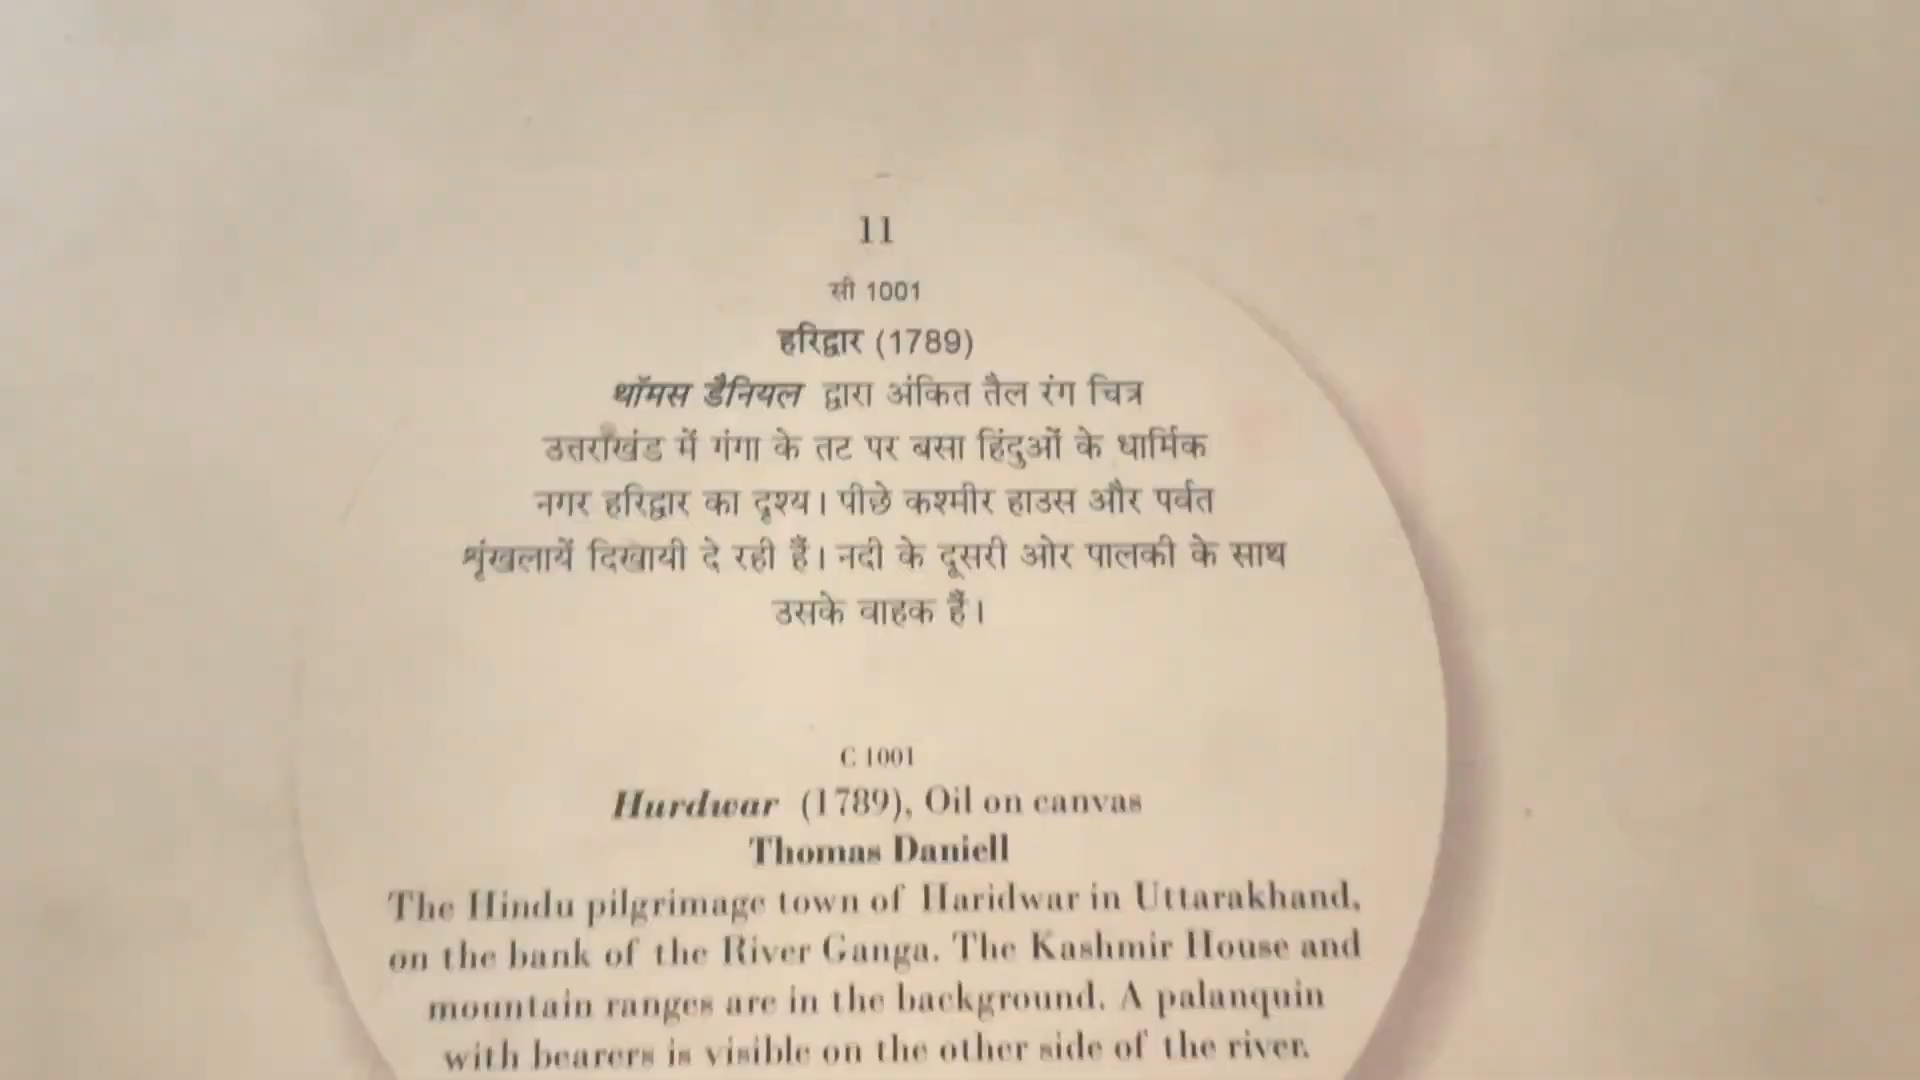 11
सी 1001
हरिद्वार (1789)
थॉमस डैनियल द्वारा अंकित तैल रंग चित्र
उत्तराखंड में गंगा के तट पर बसा हिंदुओं के धार्मिक
नगर हरिद्वार का दृश्य। पीछे कश्मीर हाउस और पर्वत
शृंखलायें दिखायी दे रही हैं। नदी के दूसरी ओर पालकी के साथ
उसके वाहक हैं।
C 1001
Hurdwar (1789), Oil on canvas
Thomas Daniell
The Hindu pilgrimage town of Haridwar in Uttarakhand,
on the bank of the River Ganga. The Kashmir House and
mountain ranges are in the background. A palanquin
with bearers is visible on the other side of the river.